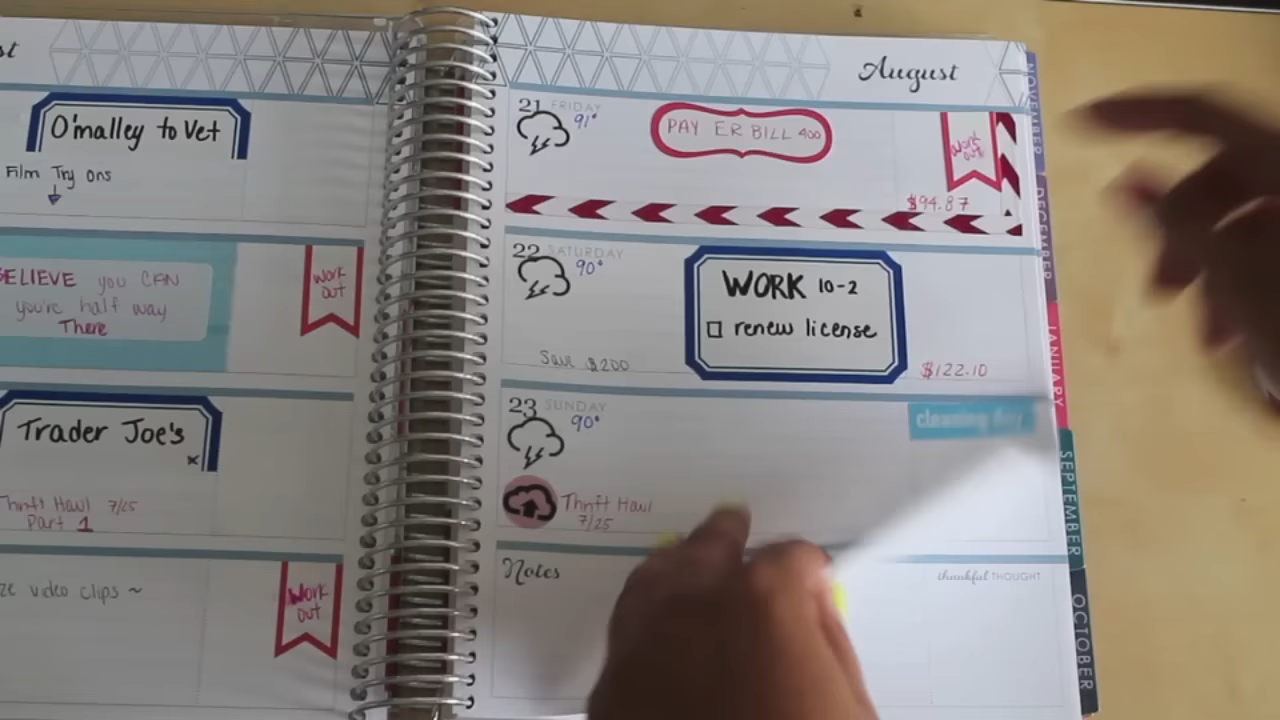 st
O'malley to Vet
Film Try ons
BELIEVE you CAN
you're half way
There
WORK
OUT
Trader Joe's
x
Thrift Haul 7/25
Part 1
ze video clips ~
Work
out
August
21 FRIDAY
91°
PAY ER BILL 400
Work
out
$94.87
22 SATURDAY
90°
WORK 10-2
renew license
Save $200
$122.10
23 SUNDAY
90°
cleaning day
Thrift Haul
7/25
Notes
thankful THOUGHT
NOVEMBER
DECEMBER
JANUARY
SEPTEMBER
OCTOBER